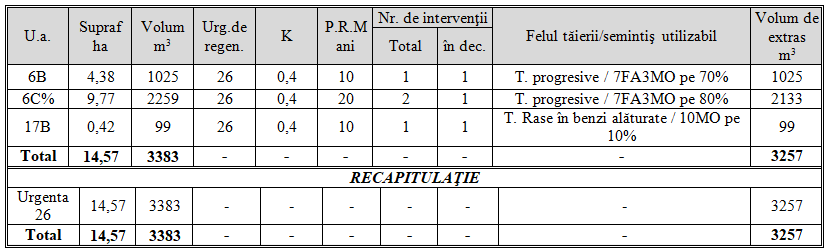 U.a. Supraf ha Volum m³ Urg.de regen. K P.R.M ani Nr. de intervenţii Felul tăierii/seminţiş utilizabil Volum de extras m³
Total în dec.
6B 4,38 1025 26 0,4 10 1 1 T. progresive / 7FA3MO pe 70% 1025
6C% 9,77 2259 26 0,4 20 2 1 T. progresive / 7FA3MO pe 80% 2133
17B 0,42 99 26 0,4 10 1 1 T. Rase în benzi alăturate / 10MO pe 10% 99
Total 14,57 3383 - - - - - - 3257
RECAPITULAŢIE
Urgenta 26 14,57 3383 - - - - - - 3257
Total 14,57 3383 - - - - - - 3257